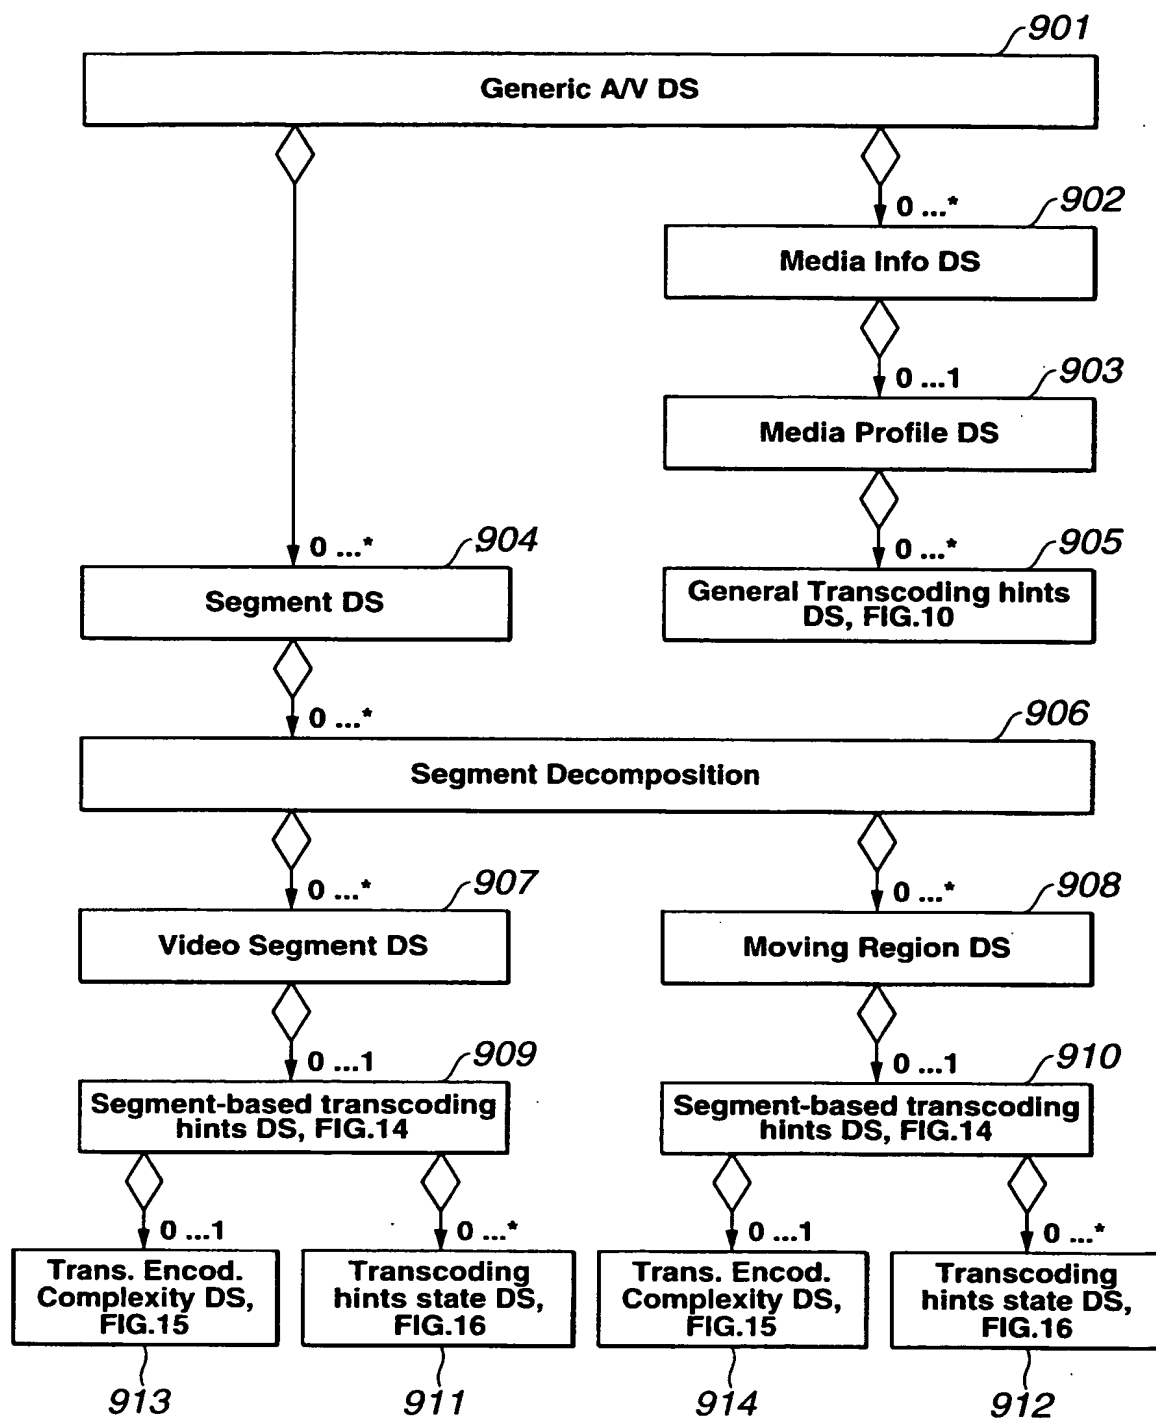 901
Generic A/V DS
0 ...*
902
Media Info DS
0 ...1
903
Media Profile DS
0 ...*
904
0 ...*
905
Segment DS
General Transcoding hints
DS, FIG.10
0 ...*
906
Segment Decomposition
0 ...*
907
0 ...*
908
Video Segment DS
Moving Region DS
0 ...1
909
0 ...1
910
Segment-based transcoding
hints DS, FIG.14
Segment-based transcoding
hints DS, FIG.14
0 ...1
0 ...*
0 ...1
0 ...*
Trans. Encod.
Complexity DS,
FIG.15
Transcoding
hints state DS,
FIG.16
Trans. Encod.
Complexity DS,
FIG.15
Transcoding
hints state DS,
FIG.16
913
911
914
912